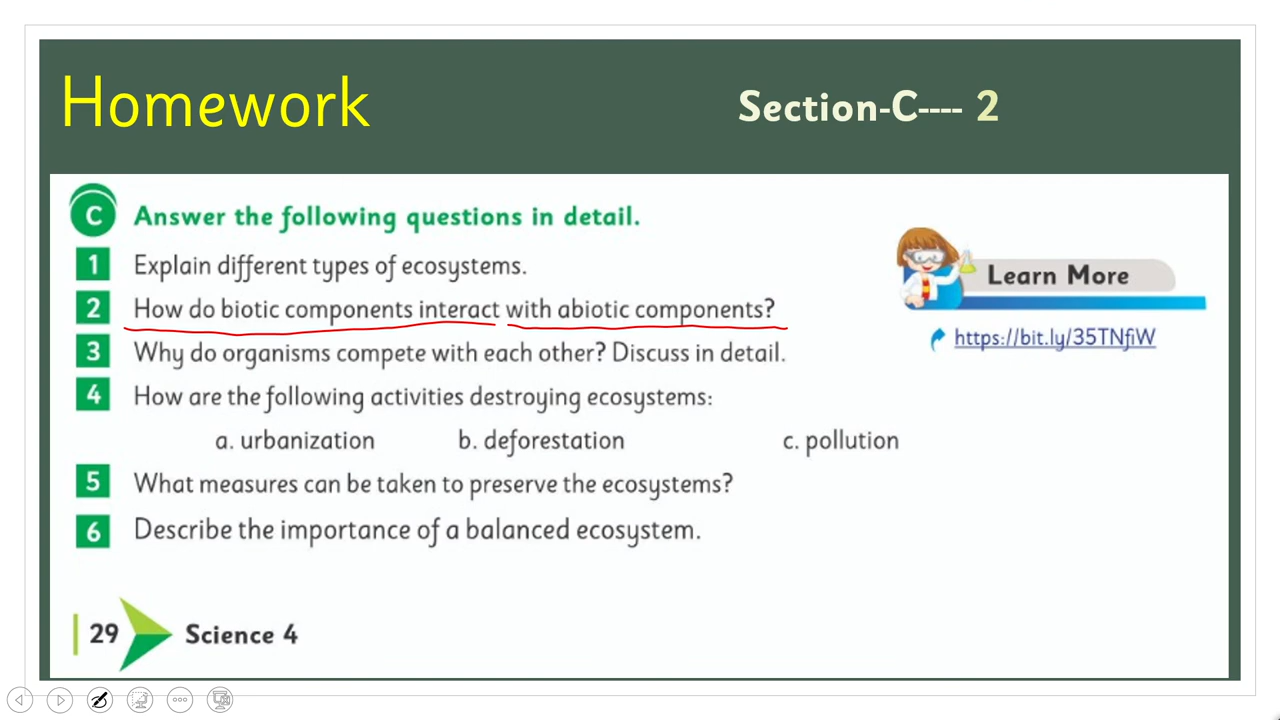 Homework
Section-C---- 2
C Answer the following questions in detail.
1 Explain different types of ecosystems.
2 How do biotic components interact with abiotic components?
3 Why do organisms compete with each other? Discuss in detail.
4 How are the following activities destroying ecosystems:
a. urbanization b. deforestation c. pollution
5 What measures can be taken to preserve the ecosystems?
6 Describe the importance of a balanced ecosystem.
Learn More
https://bit.ly/35TNfiW
29 Science 4